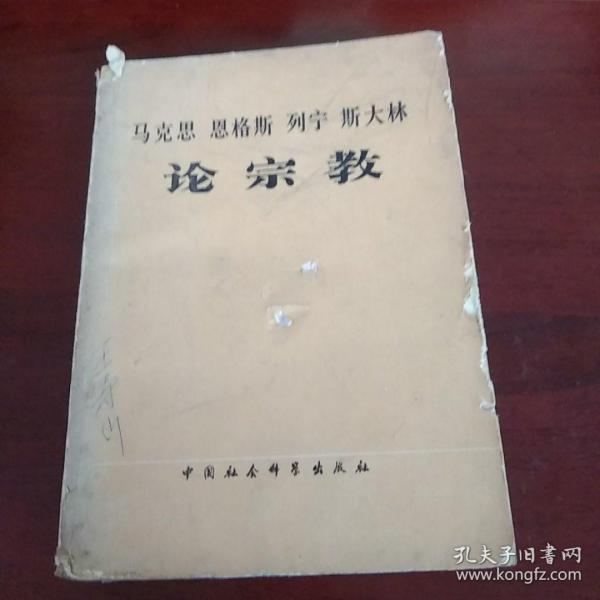 马克思 恩格斯 列宁 斯大林
论宗教
中国社会科学出版社
孔夫子旧书网
www.kongfz.com